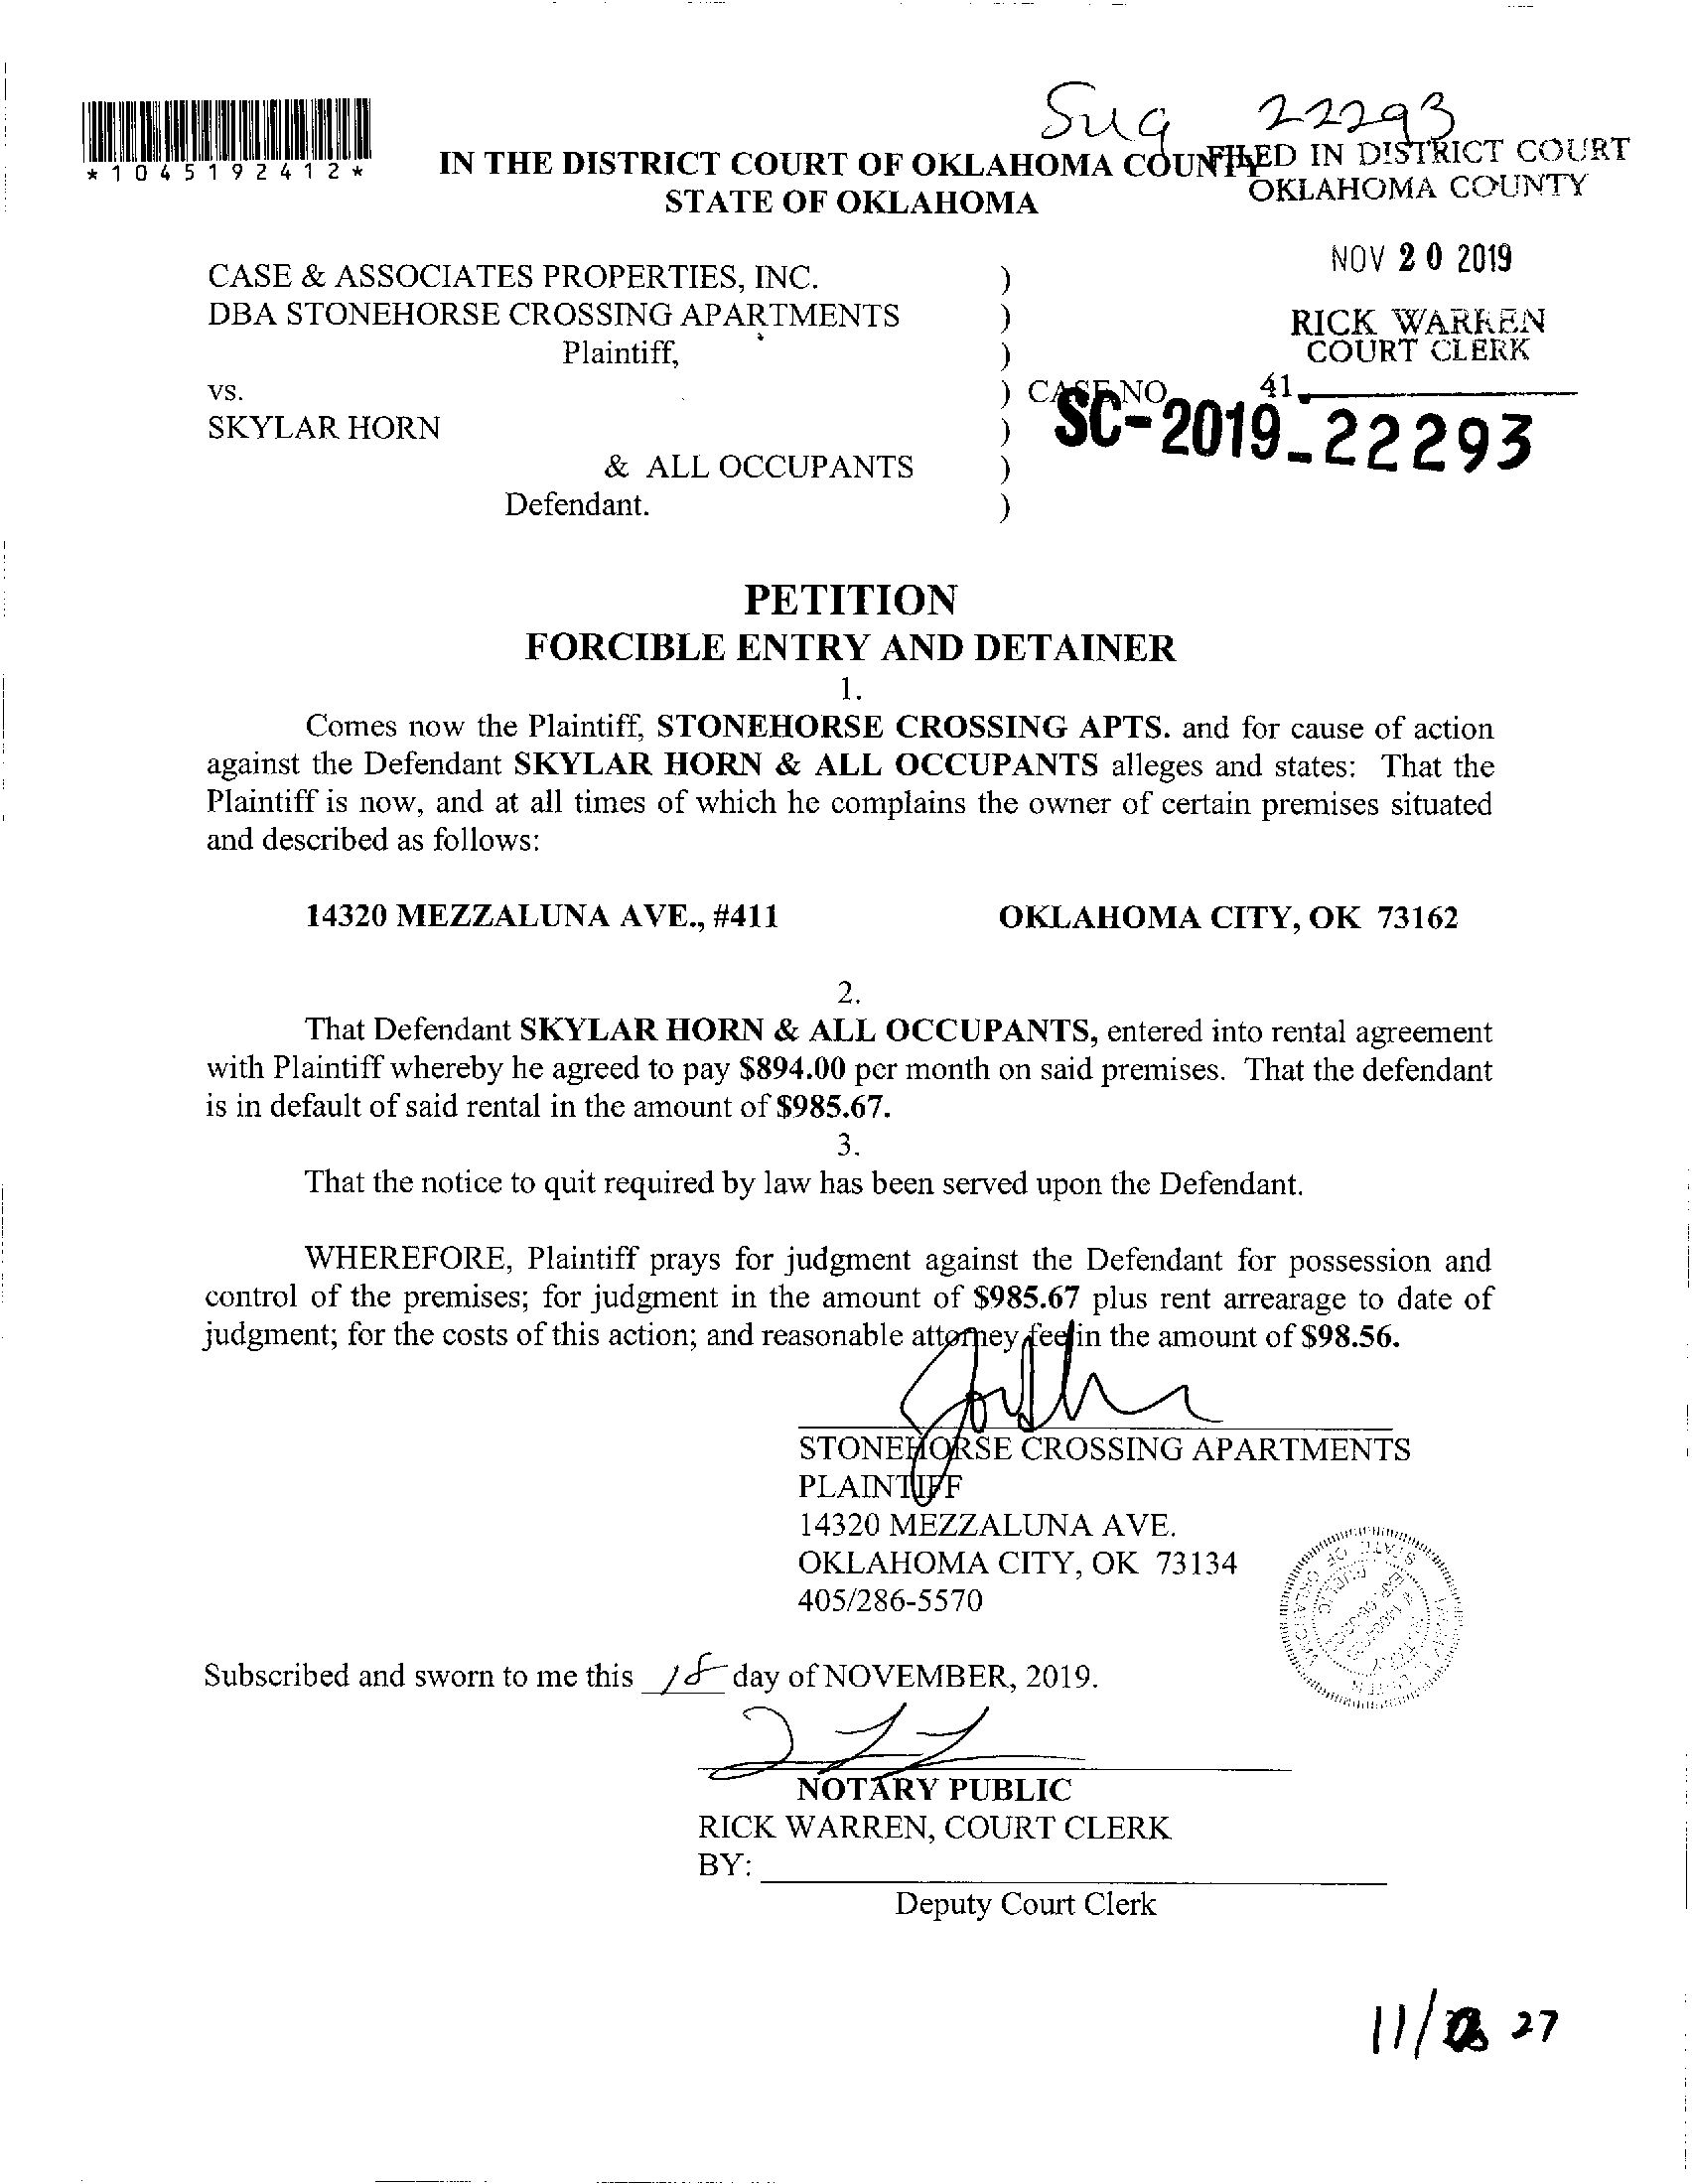 Sug 22293
*1045192412*
IN THE DISTRICT COURT OF OKLAHOMA COUNTY
STATE OF OKLAHOMA
FILED IN DISTRICT COURT
OKLAHOMA COUNTY
NOV 20 2019
RICK WARREN
COURT CLERK
41
CASE & ASSOCIATES PROPERTIES, INC. )
DBA STONEHORSE CROSSING APARTMENTS )
Plaintiff, )
vs. ) CASE NO.
SKYLAR HORN )
SC-2019-22293
& ALL OCCUPANTS )
Defendant. )
PETITION
FORCIBLE ENTRY AND DETAINER
1.
Comes now the Plaintiff, STONEHORSE CROSSING APTS. and for cause of action
against the Defendant SKYLAR HORN & ALL OCCUPANTS alleges and states: That the
Plaintiff is now, and at all times of which he complains the owner of certain premises situated
and described as follows:
14320 MEZZALUNA AVE., #411 OKLAHOMA CITY, OK 73162
2.
That Defendant SKYLAR HORN & ALL OCCUPANTS, entered into rental agreement
with Plaintiff whereby he agreed to pay $894.00 per month on said premises. That the defendant
is in default of said rental in the amount of $985.67.
3.
That the notice to quit required by law has been served upon the Defendant.
WHEREFORE, Plaintiff prays for judgment against the Defendant for possession and
control of the premises; for judgment in the amount of $985.67 plus rent arrearage to date of
judgment; for the costs of this action; and reasonable attorney fee in the amount of $98.56.
STONEHORSE CROSSING APARTMENTS
PLAINTIFF
14320 MEZZALUNA AVE.
OKLAHOMA CITY, OK 73134
405/286-5570
STATE OF OKLAHOMA
PUBLIC
Subscribed and sworn to me this 18 day of NOVEMBER, 2019.
NOTARY PUBLIC
RICK WARREN, COURT CLERK
BY:
Deputy Court Clerk
11/ 27